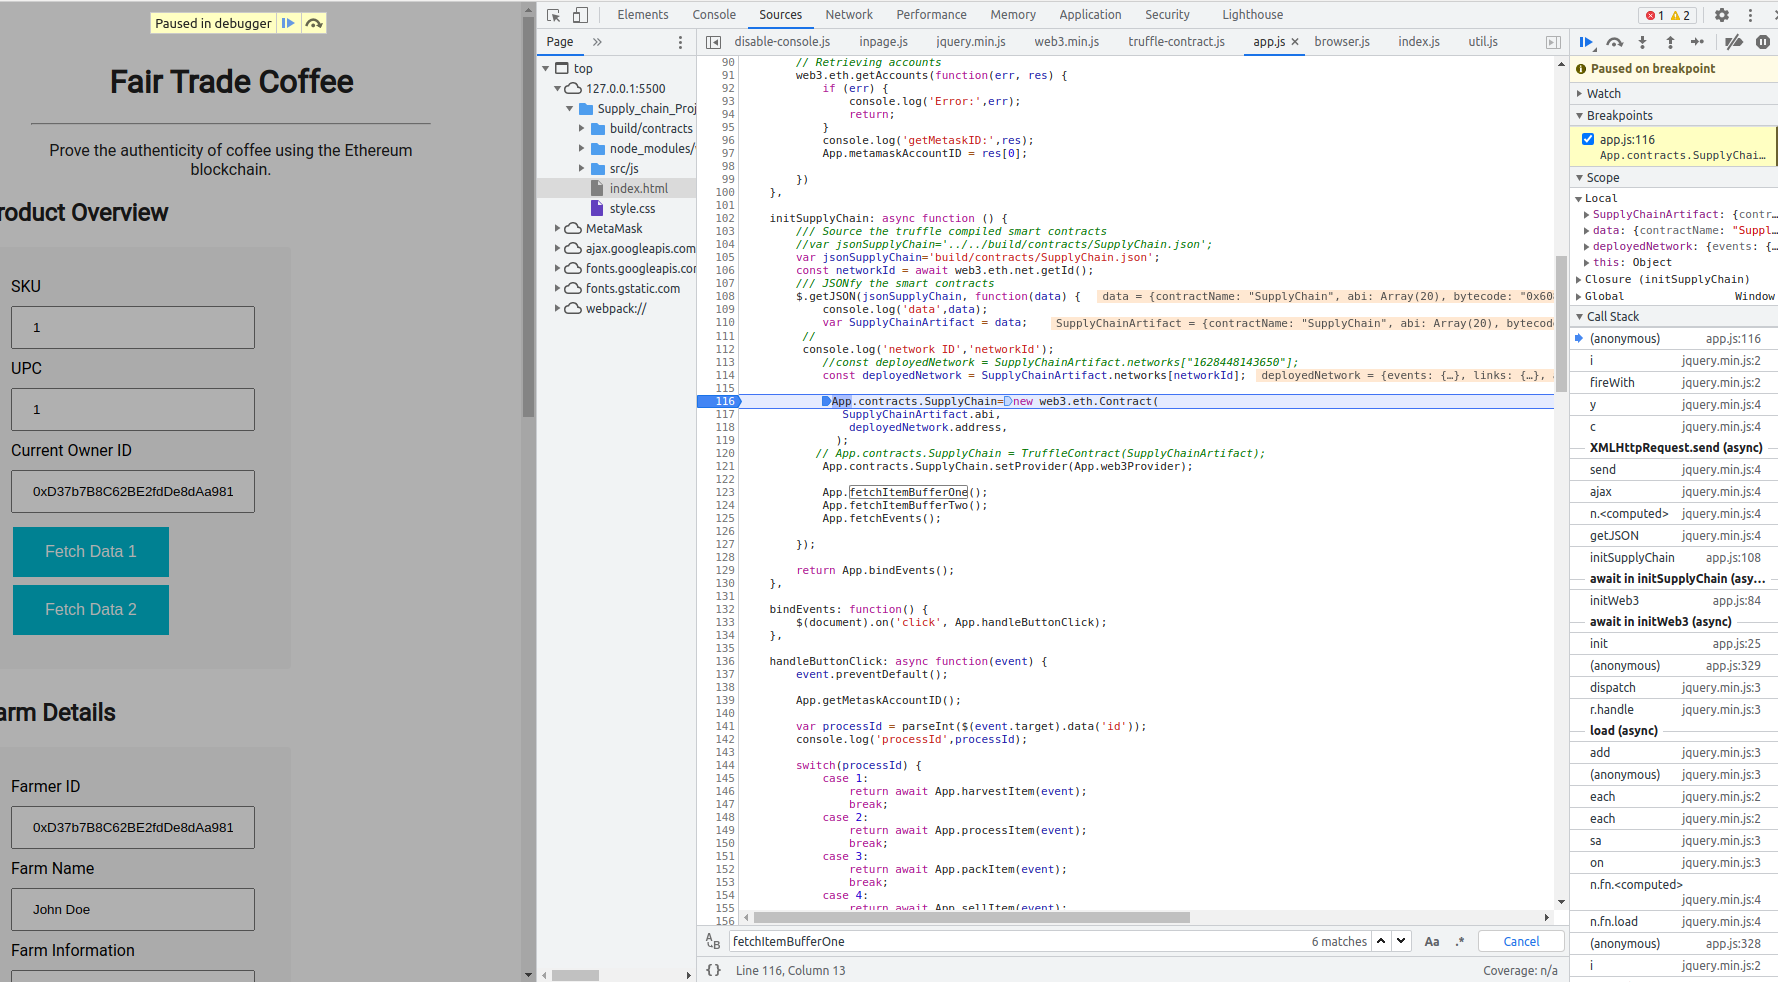 Paused in debugger
Fair Trade Coffee
Prove the authenticity of coffee using the Ethereum
blockchain.
roduct Overview
SKU
1
UPC
1
Current Owner ID
0xD37b7B8C62BE2fdDe8dAa981
Fetch Data 1
Fetch Data 2
arm Details
Farmer ID
0xD37b7B8C62BE2fdDe8dAa981
Farm Name
John Doe
Farm Information
Elements Console Sources Network Performance Memory Application Security Lighthouse 1 2
Page »
top
127.0.0.1:5500
Supply_chain_Proj
build/contracts
node_modules/
src/js
index.html
style.css
MetaMask
ajax.googleapis.com
fonts.googleapis.cor
fonts.gstatic.com
webpack://
disable-console.js inpage.js jquery.min.js web3.min.js truffle-contract.js app.js × browser.js index.js util.js
90 // Retrieving accounts
91 web3.eth.getAccounts(function(err, res) {
92 if (err) {
93 console.log('Error:',err);
94 return;
95 }
96 console.log('getMetaskID:',res);
97 App.metamaskAccountID = res[0];
98
99 })
100 },
101
102 initSupplyChain: async function () {
103 /// Source the truffle compiled smart contracts
104 //var jsonSupplyChain='../../build/contracts/SupplyChain.json';
105 var jsonSupplyChain='build/contracts/SupplyChain.json';
106 const networkId = await web3.eth.net.getId();
107 /// JSONfy the smart contracts
108 $.getJSON(jsonSupplyChain, function(data) { data = {contractName: "SupplyChain", abi: Array(20), bytecode: "0x60
109 console.log('data',data);
110 var SupplyChainArtifact = data; SupplyChainArtifact = {contractName: "SupplyChain", abi: Array(20), bytecode
111 //
112 console.log('network ID','networkId');
113 //const deployedNetwork = SupplyChainArtifact.networks["1628448143650"];
114 const deployedNetwork = SupplyChainArtifact.networks[networkId]; deployedNetwork = {events: {…}, links: {…},
115
116 App.contracts.SupplyChain=new web3.eth.Contract(
117 SupplyChainArtifact.abi,
118 deployedNetwork.address,
119 );
120 // App.contracts.SupplyChain = TruffleContract(SupplyChainArtifact);
121 App.contracts.SupplyChain.setProvider(App.web3Provider);
122
123 App.fetchItemBufferOne();
124 App.fetchItemBufferTwo();
125 App.fetchEvents();
126
127 });
128
129 return App.bindEvents();
130 },
131
132 bindEvents: function() {
133 $(document).on('click', App.handleButtonClick);
134 },
135
136 handleButtonClick: async function(event) {
137 event.preventDefault();
138
139 App.getMetaskAccountID();
140
141 var processId = parseInt($(event.target).data('id'));
142 console.log('processId',processId);
143
144 switch(processId) {
145 case 1:
146 return await App.harvestItem(event);
147 break;
148 case 2:
149 return await App.processItem(event);
150 break;
151 case 3:
152 return await App.packItem(event);
153 break;
154 case 4:
155 return await App.sellItem(event);
156
fetchItemBufferOne 6 matches Aa .* Cancel
{} Line 116, Column 13 Coverage: n/a
Paused on breakpoint
Watch
Breakpoints
app.js:116
App.contracts.SupplyChai…
Scope
Local
SupplyChainArtifact: {contr…
data: {contractName: "Suppl…
deployedNetwork: {events: {…
this: Object
Closure (initSupplyChain)
Global Window
Call Stack
(anonymous) app.js:116
i jquery.min.js:2
fireWith jquery.min.js:2
y jquery.min.js:4
c jquery.min.js:4
XMLHttpRequest.send (async)
send jquery.min.js:4
ajax jquery.min.js:4
n.<computed> jquery.min.js:4
getJSON jquery.min.js:4
initSupplyChain app.js:108
await in initSupplyChain (asy…
initWeb3 app.js:84
await in initWeb3 (async)
init app.js:25
(anonymous) app.js:329
dispatch jquery.min.js:3
r.handle jquery.min.js:3
load (async)
add jquery.min.js:3
(anonymous) jquery.min.js:3
each jquery.min.js:2
each jquery.min.js:2
sa jquery.min.js:3
on jquery.min.js:3
n.fn.<computed>
jquery.min.js:4
n.fn.load jquery.min.js:4
(anonymous) app.js:328
i jquery.min.js:2